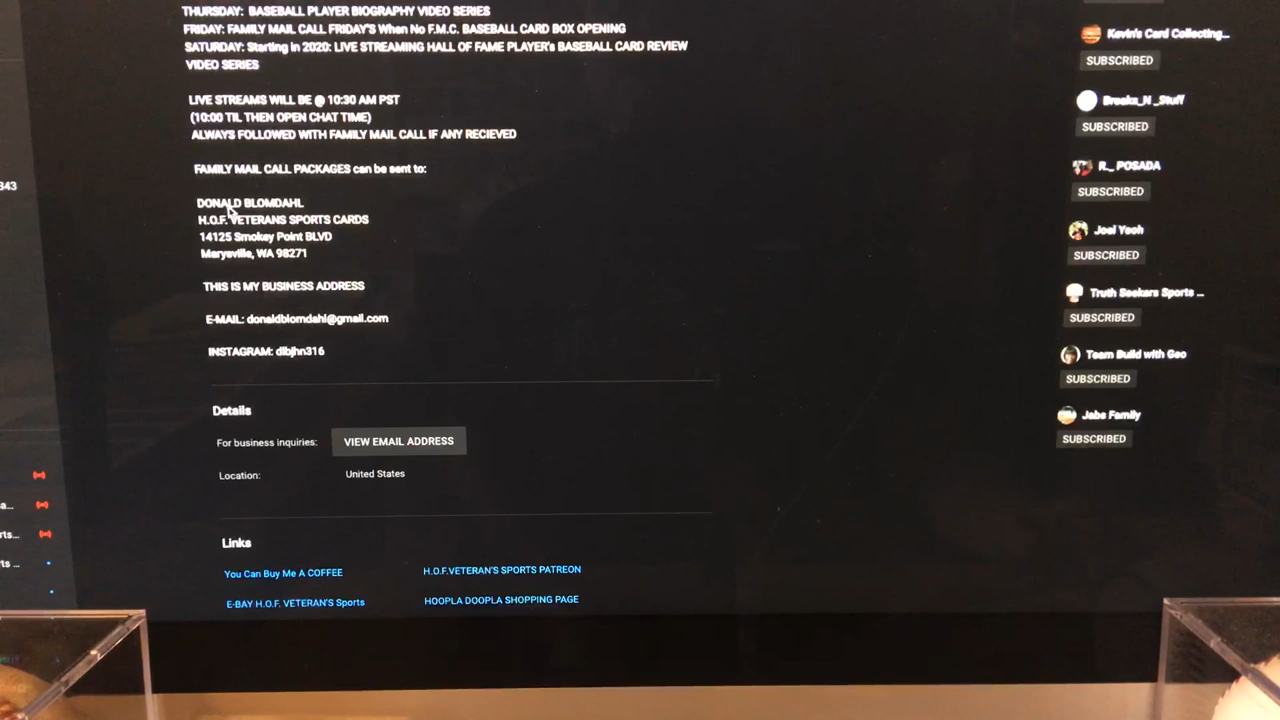 THURSDAY: BASEBALL PLAYER BIOGRAPHY VIDEO SERIES
FRIDAY: FAMILY MAIL CALL FRIDAY'S When No F.M.C. BASEBALL CARD BOX OPENING
SATURDAY: Starting in 2020: LIVE STREAMING HALL OF FAME PLAYER's BASEBALL CARD REVIEW
VIDEO SERIES
LIVE STREAMS WILL BE @ 10:30 AM PST
(10:00 TIL THEN OPEN CHAT TIME)
ALWAYS FOLLOWED WITH FAMILY MAIL CALL IF ANY RECIEVED
FAMILY MAIL CALL PACKAGES can be sent to:
DONALD BLOMDAHL
H.O.F. VETERANS SPORTS CARDS
14125 Smokey Point BLVD
Marysville, WA 98271
THIS IS MY BUSINESS ADDRESS
E-MAIL: donaldblomdahl@gmail.com
INSTAGRAM: dlbjhn316
Details
For business inquiries: VIEW EMAIL ADDRESS
Location: United States
Links
You Can Buy Me A COFFEE
H.O.F.VETERAN'S SPORTS PATREON
E-BAY H.O.F. VETERAN's Sports
HOOPLA DOOPLA SHOPPING PAGE
Kevin's Card Collecting...
SUBSCRIBED
Breaks_N _Stuff
SUBSCRIBED
R._ POSADA
SUBSCRIBED
Joel Yeoh
SUBSCRIBED
Truth Seekers Sports ...
SUBSCRIBED
Team Build with Geo
SUBSCRIBED
Jabs Family
SUBSCRIBED
343
a...
rts...
ts ...